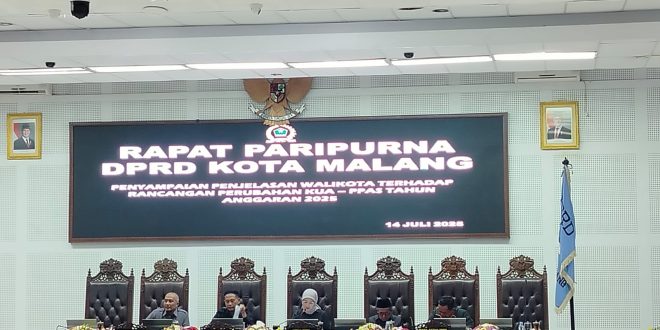 RAPAT PARIPURNA
DPRD KOTA MALANG
PENYAMPAIAN PENJELASAN WALIKOTA TERHADAP
RANCANGAN PERUBAHAN KUA – PPAS TAHUN
ANGGARAN 2025
14 JULI 2025